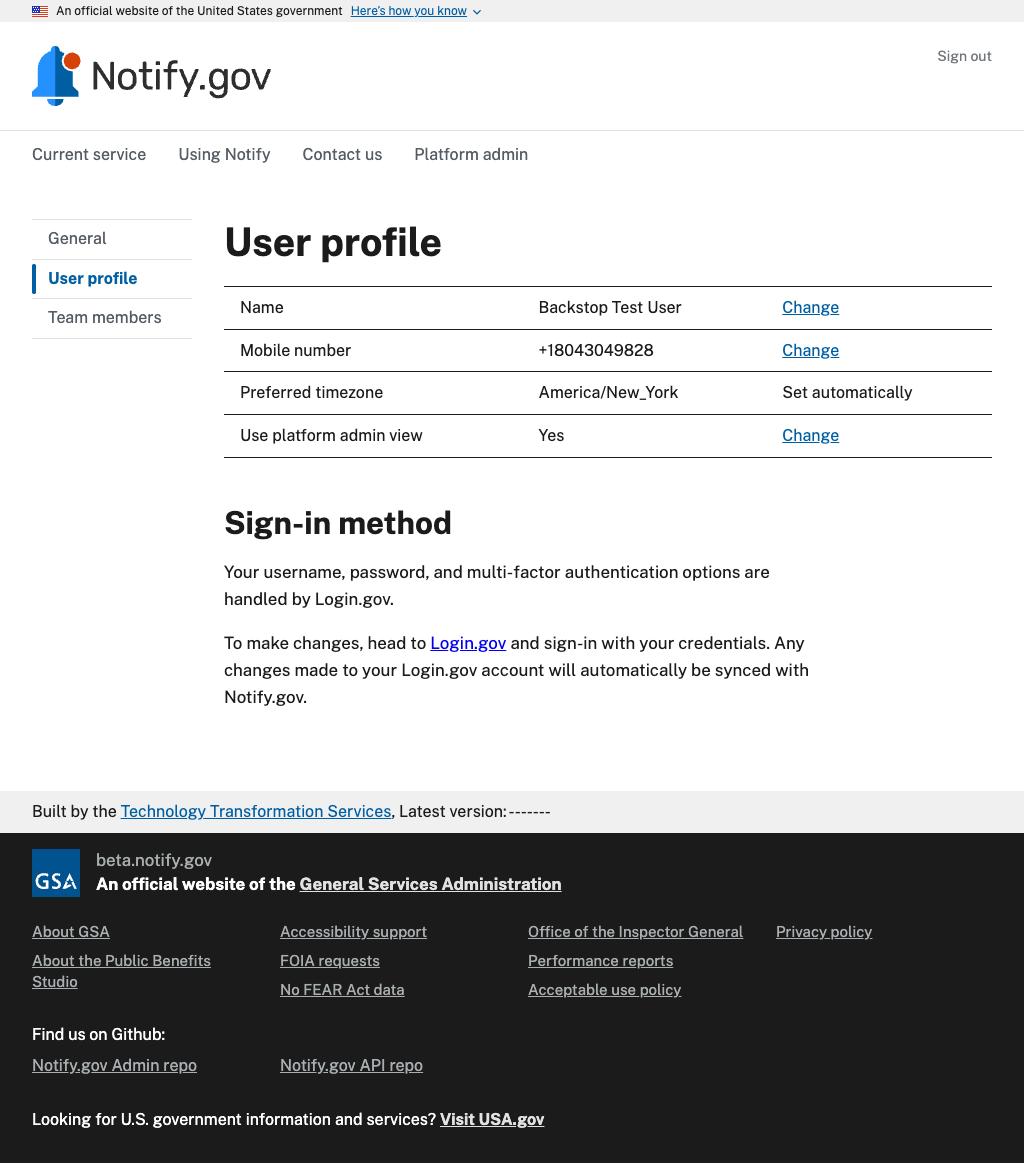 An official website of the United States government Here's how you know
Notify.gov
Sign out
Current service Using Notify Contact us Platform admin
General
User profile
Team members
User profile
Name Backstop Test User Change
Mobile number +18043049828 Change
Preferred timezone America/New_York Set automatically
Use platform admin view Yes Change
Sign-in method
Your username, password, and multi-factor authentication options are
handled by Login.gov.
To make changes, head to Login.gov and sign-in with your credentials. Any
changes made to your Login.gov account will automatically be synced with
Notify.gov.
Built by the Technology Transformation Services, Latest version: -------
GSA
beta.notify.gov
An official website of the General Services Administration
About GSA Accessibility support Office of the Inspector General Privacy policy
About the Public Benefits
Studio
FOIA requests Performance reports
No FEAR Act data Acceptable use policy
Find us on Github:
Notify.gov Admin repo Notify.gov API repo
Looking for U.S. government information and services? Visit USA.gov